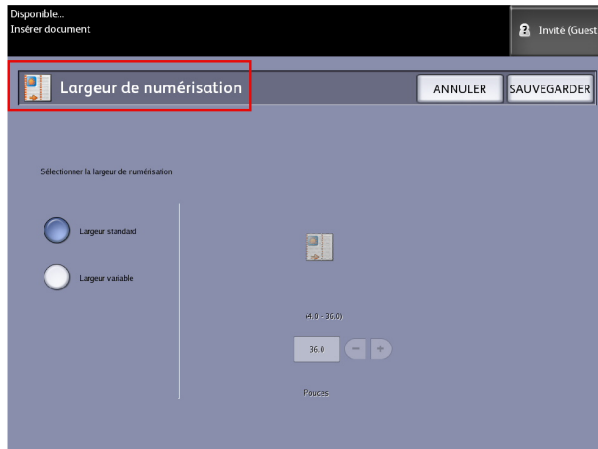 Disponible...
Insérer document
Invité (Guest
Largeur de numérisation
ANNULER
SAUVEGARDER
Sélectionner la largeur de numérisation
Largeur standard
Largeur variable
(4.0 - 36.0)
36.0
- +
Pouces